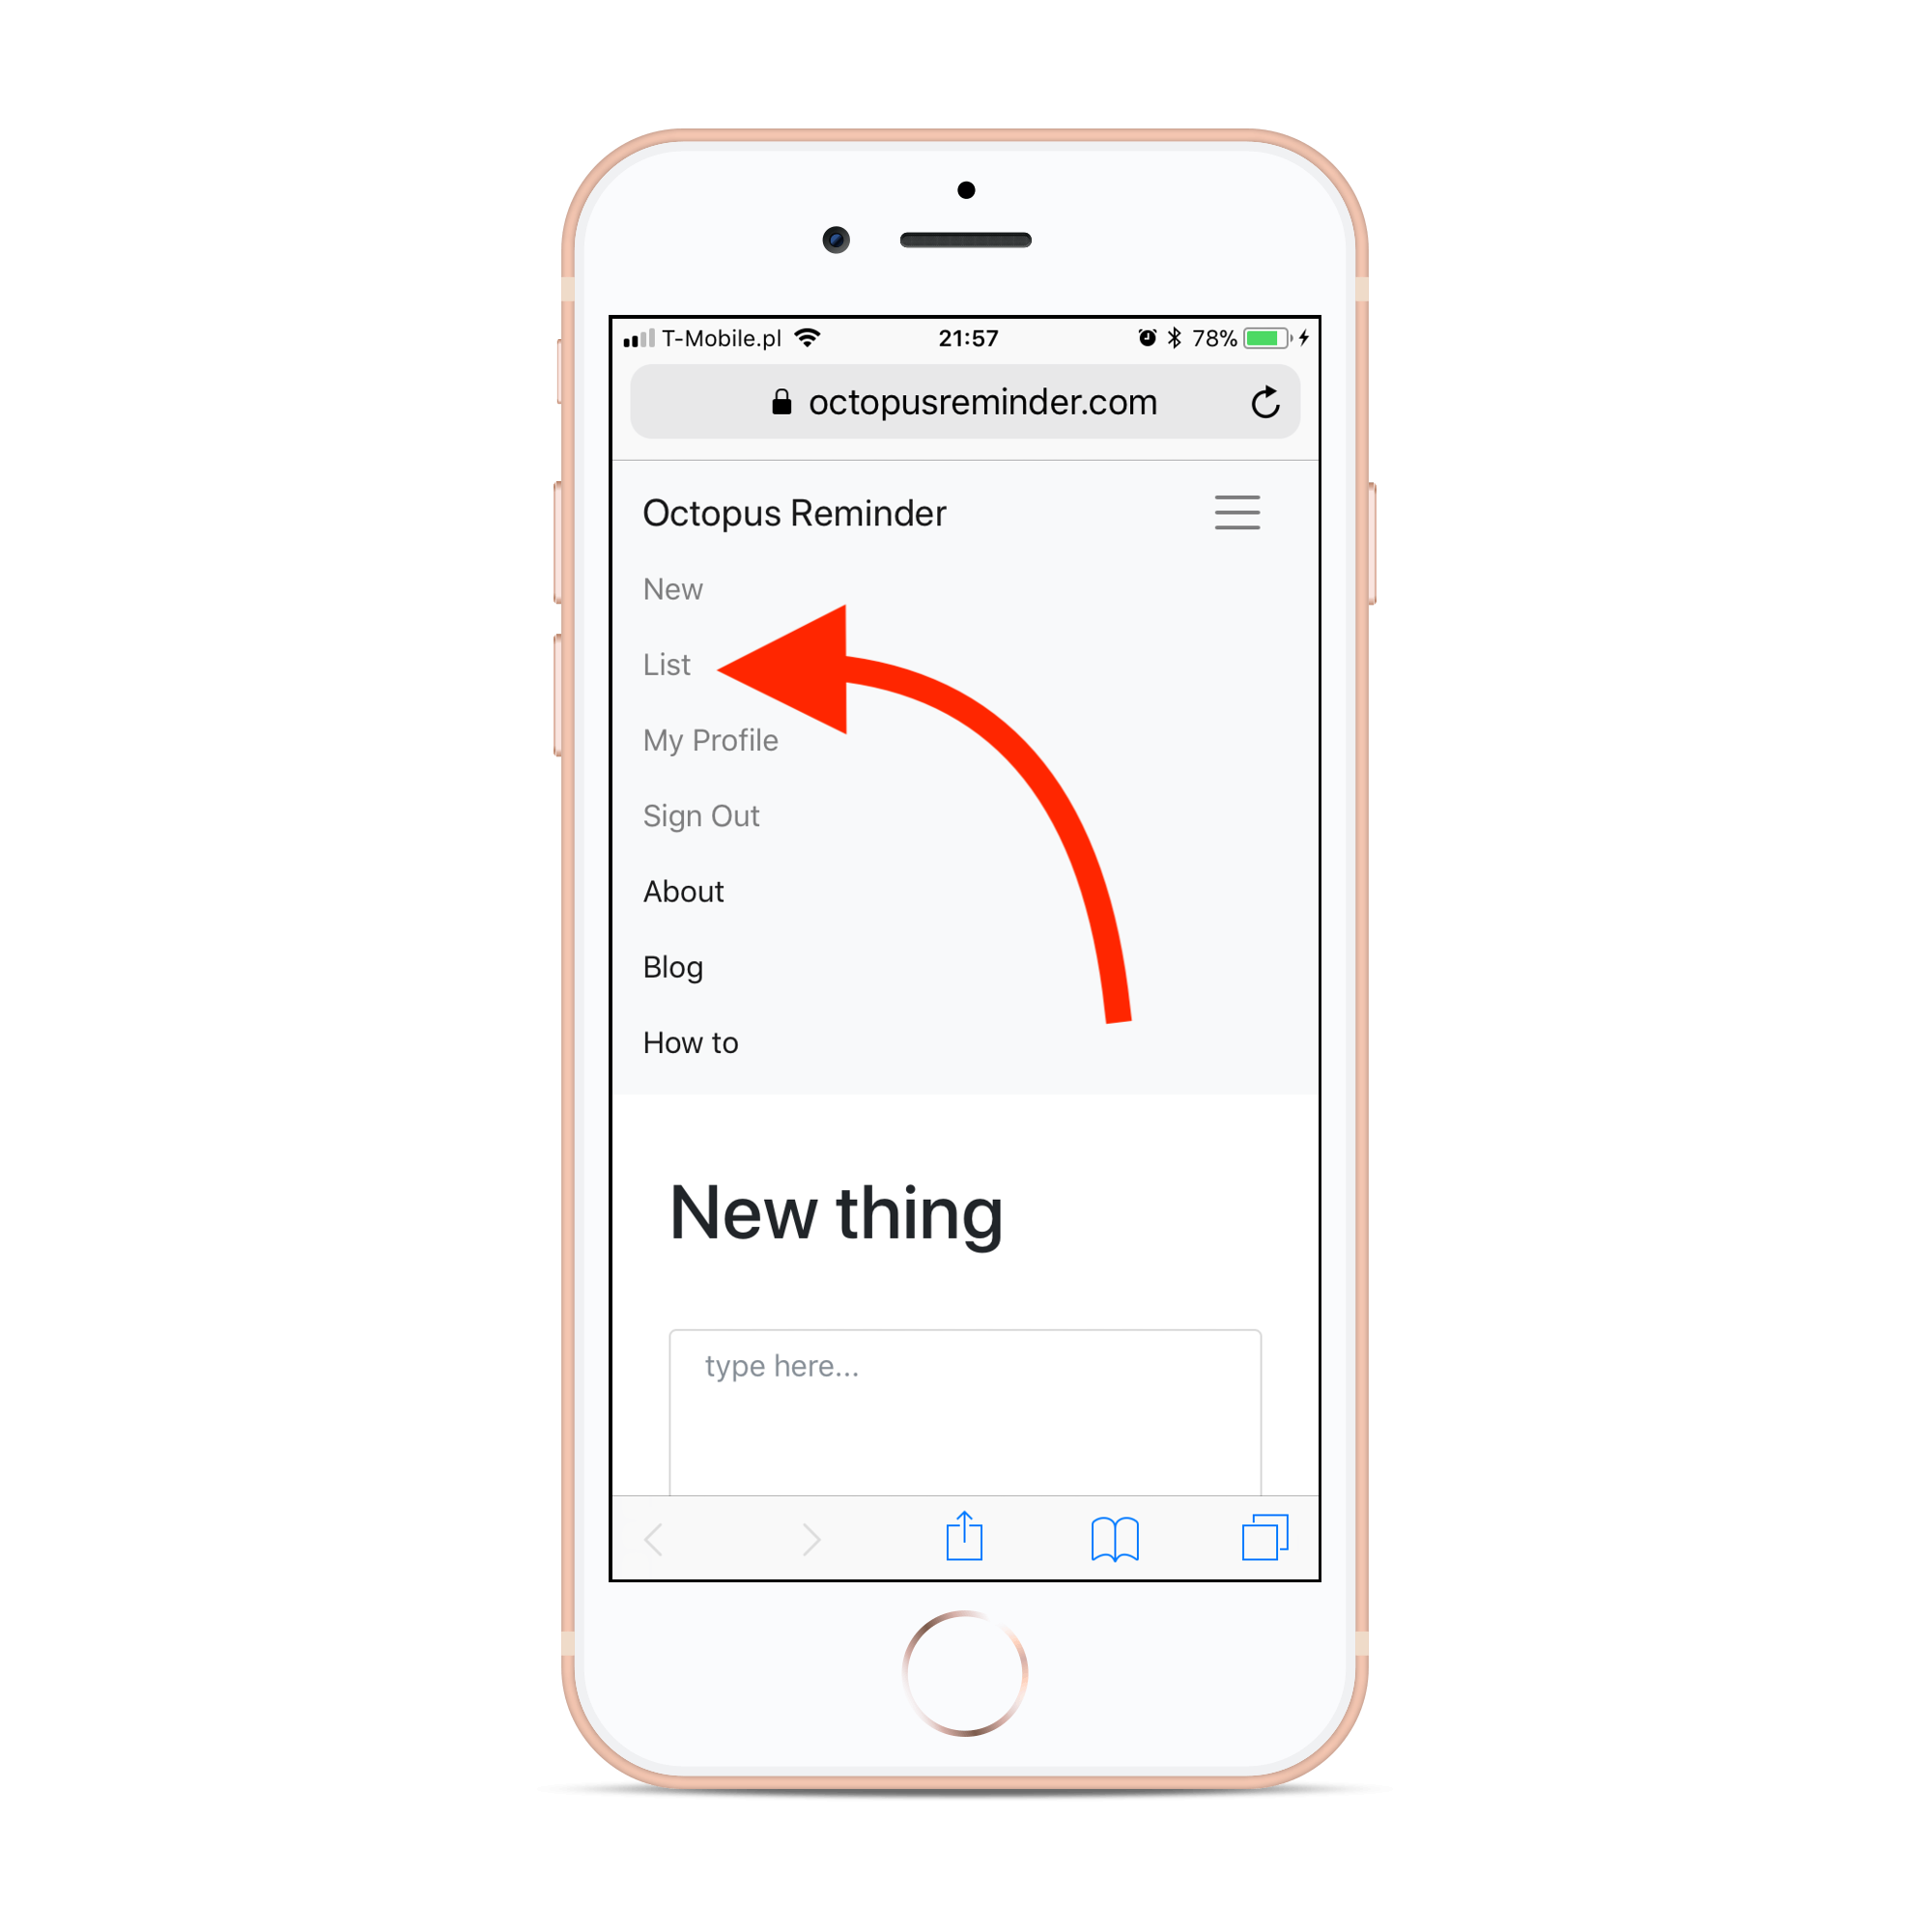 T-Mobile.pl 21:57 78%
octopusreminder.com
Octopus Reminder
New
List
My Profile
Sign Out
About
Blog
How to
New thing
type here...